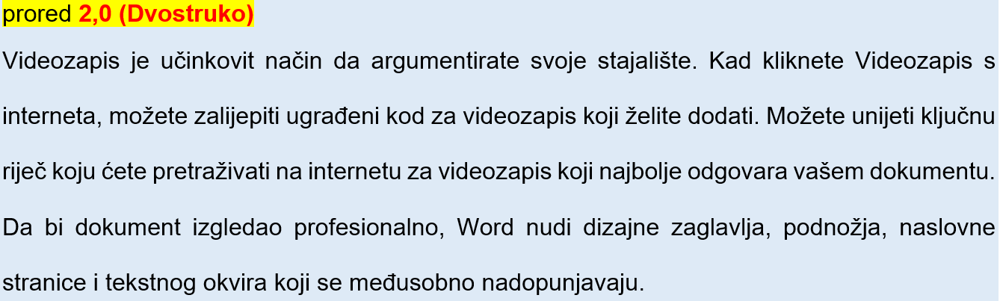 prored 2,0 (Dvostruko)
Videozapis je učinkovit način da argumentirate svoje stajalište. Kad kliknete Videozapis s
interneta, možete zalijepiti ugrađeni kod za videozapis koji želite dodati. Možete unijeti ključnu
riječ koju ćete pretraživati na internetu za videozapis koji najbolje odgovara vašem dokumentu.
Da bi dokument izgledao profesionalno, Word nudi dizajne zaglavlja, podnožja, naslovne
stranice i tekstnog okvira koji se međusobno nadopunjavaju.